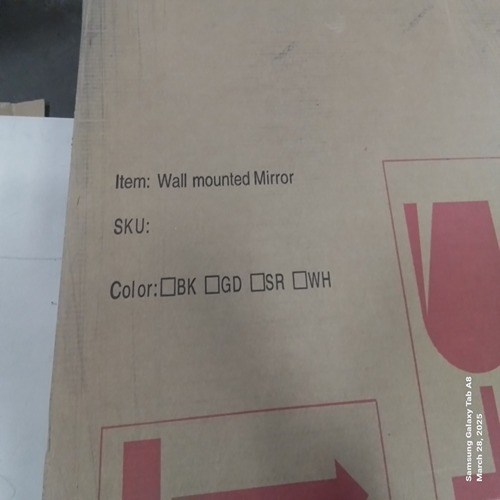 Item: Wall mounted Mirror
SKU:
Color:☐BK ☐GD ☐SR ☐WH
Samsung Galaxy Tab A8
March 28, 2025